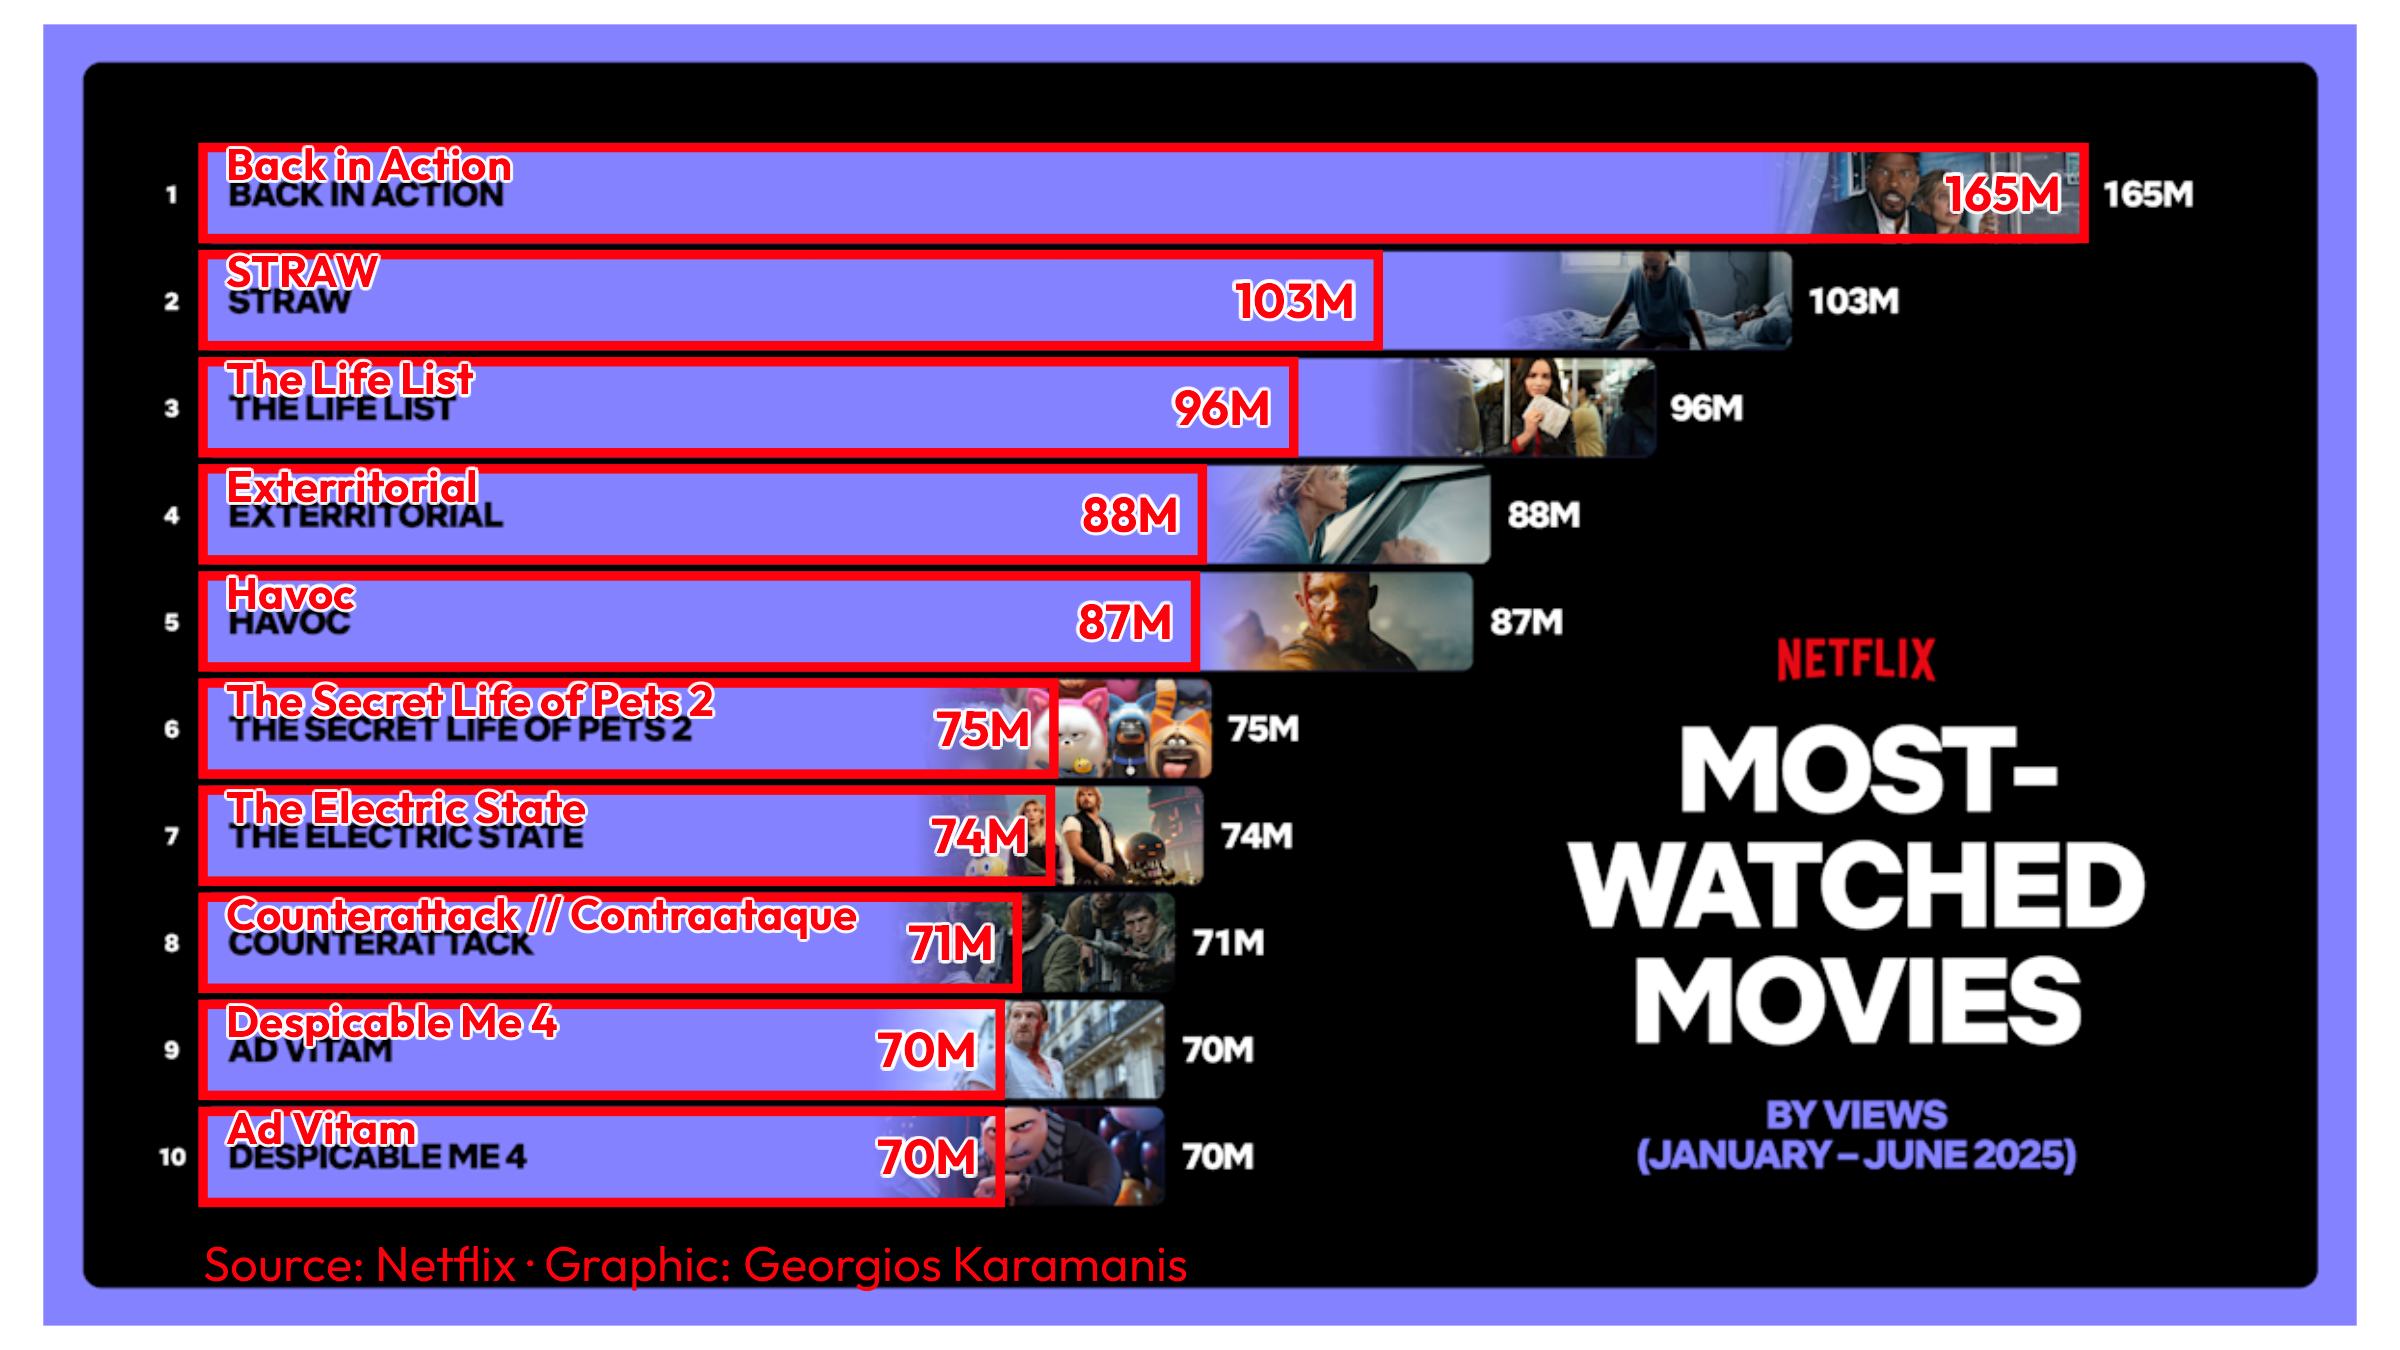 Back in Action
1 BACK IN ACTION 165M 165M
STRAW
2 STRAW 103M 103M
The Life List
3 THE LIFE LIST 96M 96M
Exterritorial
4 EXTERRITORIAL 88M 88M
Havoc
5 HAVOC 87M 87M
The Secret Life of Pets 2
6 THE SECRET LIFE OF PETS 2 75M 75M
The Electric State
7 THE ELECTRIC STATE 74M 74M
Counterattack // Contraataque
8 COUNTERATTACK 71M 71M
Despicable Me 4
9 AD VITAM 70M 70M
Ad Vitam
10 DESPICABLE ME 4 70M 70M
NETFLIX
MOST-
WATCHED
MOVIES
BY VIEWS
(JANUARY – JUNE 2025)
Source: Netflix · Graphic: Georgios Karamanis